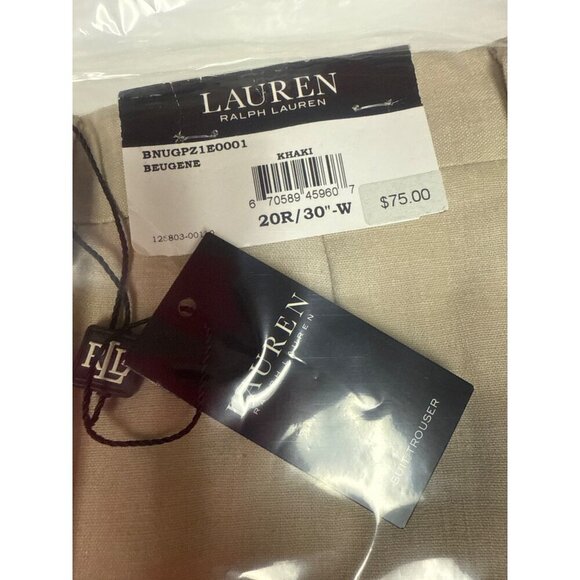 LAUREN
RALPH LAUREN
BNUGPZ1E0001
BEUGENE
KHAKI
6 70589 45960 7
20R/30"-W
$75.00
LRL
LAUREN
RALPH LAUREN
SUIT TROUSER